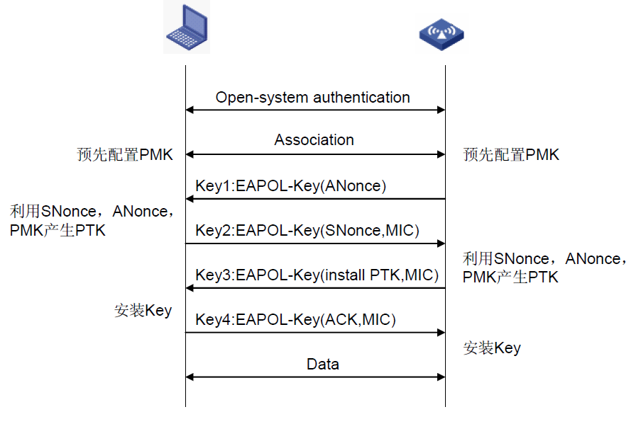 Open-system authentication
Association
预先配置PMK
预先配置PMK
Key1:EAPOL-Key(ANonce)
利用SNonce，ANonce，
PMK产生PTK
Key2:EAPOL-Key(SNonce,MIC)
Key3:EAPOL-Key(install PTK,MIC)
利用SNonce，ANonce，
PMK产生PTK
安装Key
Key4:EAPOL-Key(ACK,MIC)
安装Key
Data